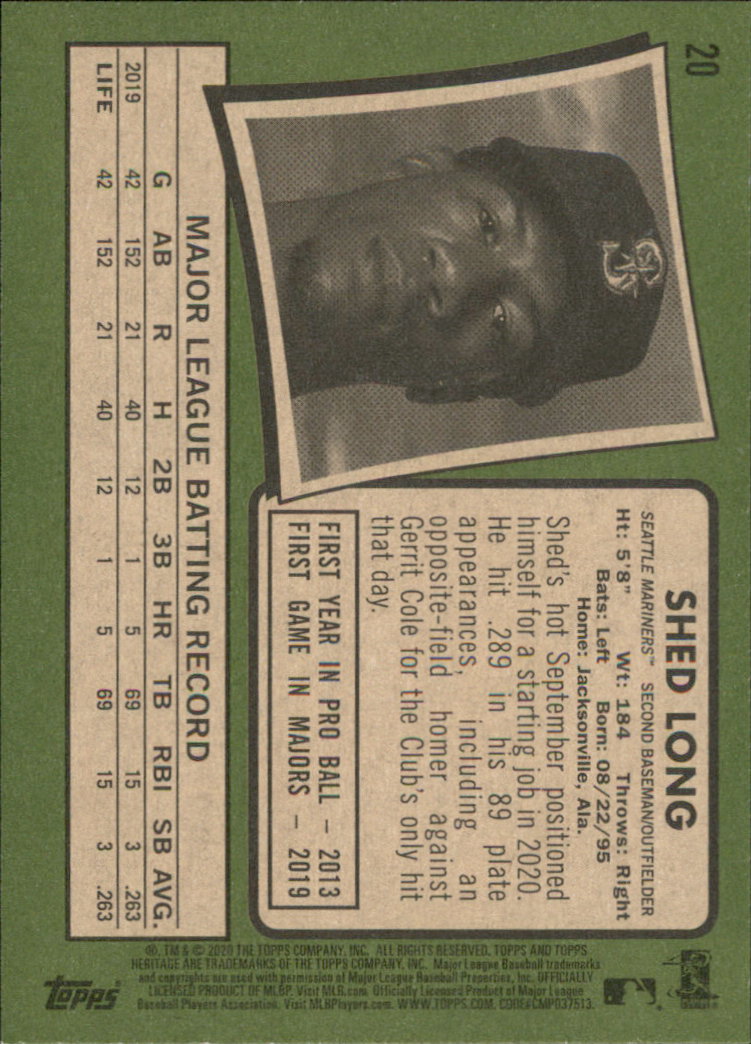 20
SHED LONG
SEATTLE MARINERS™ SECOND BASEMAN/OUTFIELDER
Ht: 5'8" Wt: 184 Throws: Right
Bats: Left Born: 08/22/95
Home: Jacksonville, Ala.
Shed's hot September positioned
himself for a starting job in 2020.
He hit .289 in his 89 plate
appearances, including an
opposite-field homer against
Gerrit Cole for the Club's only hit
that day.
FIRST YEAR IN PRO BALL – 2013
FIRST GAME IN MAJORS – 2019
MAJOR LEAGUE BATTING RECORD
G AB R H 2B 3B HR TB RBI SB AVG.
2019 42 152 21 40 12 1 5 69 15 3 .263
LIFE 42 152 21 40 12 1 5 69 15 3 .263
®, TM & © 2020 THE TOPPS COMPANY, INC. ALL RIGHTS RESERVED. TOPPS AND TOPPS
HERITAGE ARE TRADEMARKS OF THE TOPPS COMPANY, INC. Major League Baseball trademarks
and copyrights are used with permission of Major League Baseball Properties, Inc. OFFICIALLY
LICENSED PRODUCT OF MLBP. Visit MLB.com. Officially Licensed Product of Major League
Baseball Players Association. Visit MLBPlayers.com. WWW.TOPPS.COM. CODE#CMP037513.
topps®